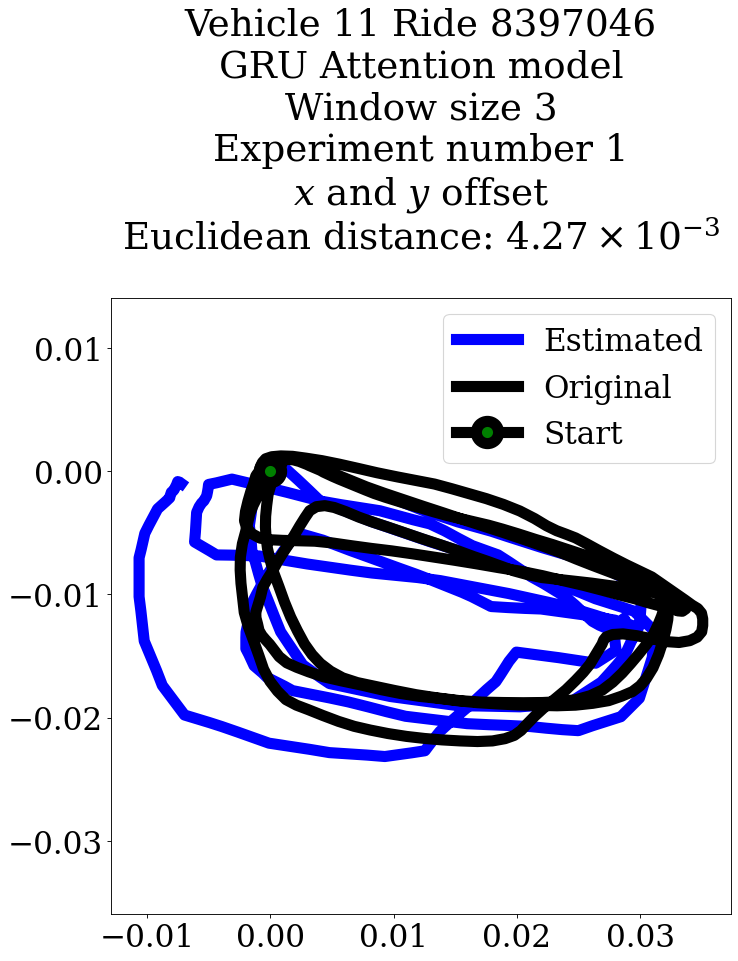 Vehicle 11 Ride 8397046
GRU Attention model
Window size 3
Experiment number 1
x and y offset
Euclidean distance: 4.27 × 10⁻³
Estimated
Original
Start
0.01
0.00
−0.01
−0.02
−0.03
−0.01 0.00 0.01 0.02 0.03